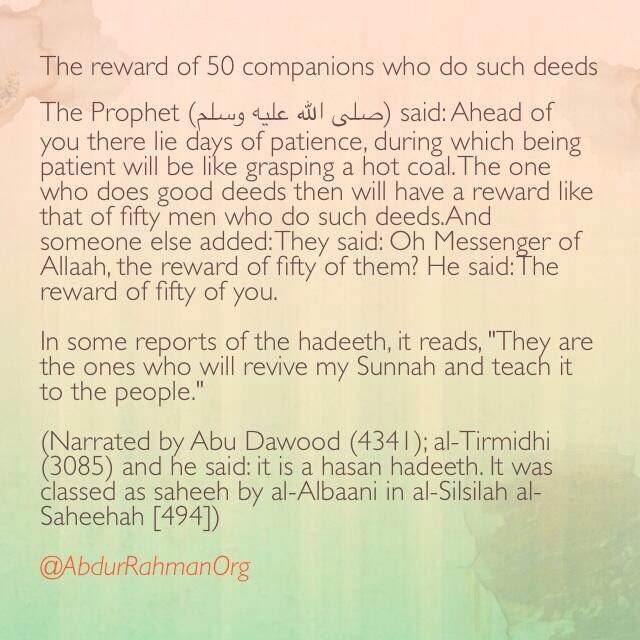 The reward of 50 companions who do such deeds
The Prophet (صلى الله عليه وسلم) said: Ahead of
you there lie days of patience, during which being
patient will be like grasping a hot coal. The one
who does good deeds then will have a reward like
that of fifty men who do such deeds.And
someone else added: They said: Oh Messenger of
Allaah, the reward of fifty of them? He said: The
reward of fifty of you.
In some reports of the hadeeth, it reads, "They are
the ones who will revive my Sunnah and teach it
to the people."
(Narrated by Abu Dawood (4341); al-Tirmidhi
(3085) and he said: it is a hasan hadeeth. It was
classed as saheeh by al-Albaani in al-Silsilah al-
Saheehah [494])
@AbdurRahmanOrg